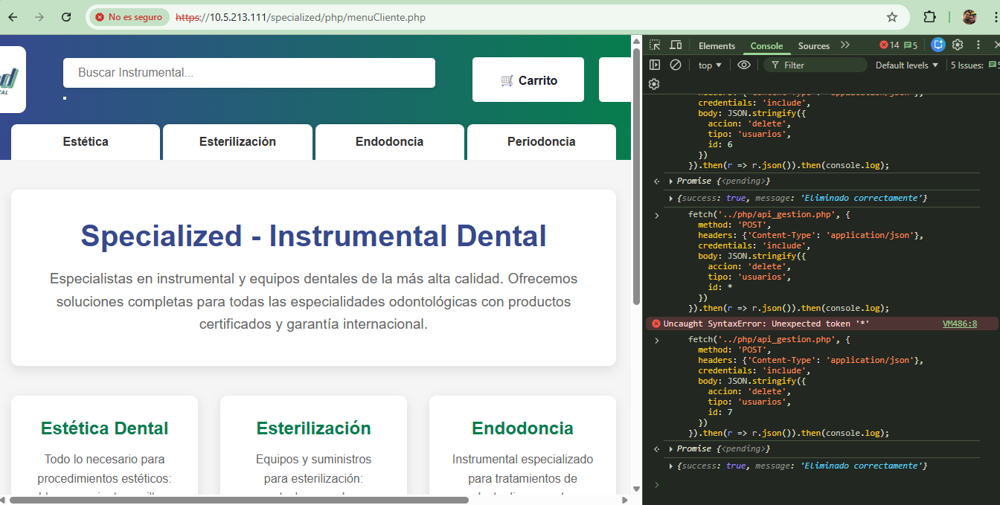 No es seguro
https://10.5.213.111/specialized/php/menuCliente.php
TAL
Buscar Instrumental...
Carrito
Estética
Esterilización
Endodoncia
Periodoncia
Specialized - Instrumental Dental
Especialistas en instrumental y equipos dentales de la más alta calidad. Ofrecemos
soluciones completas para todas las especialidades odontológicas con productos
certificados y garantía internacional.
Estética Dental
Todo lo necesario para
procedimientos estéticos:
Esterilización
Equipos y suministros
para esterilización:
Endodoncia
Instrumental especializado
para tratamientos de
Elements
Console
Sources
14
5
top
Filter
Default levels
5 Issues:
5
headers: {'Content-Type': 'application/json'},
credentials: 'include',
body: JSON.stringify({
accion: 'delete',
tipo: 'usuarios',
id: 6
})
}).then(r => r.json()).then(console.log);
Promise {<pending>}
{success: true, message: 'Eliminado correctamente'}
fetch('../php/api_gestion.php', {
method: 'POST',
headers: {'Content-Type': 'application/json'},
credentials: 'include',
body: JSON.stringify({
accion: 'delete',
tipo: 'usuarios',
id: *
})
}).then(r => r.json()).then(console.log);
Uncaught SyntaxError: Unexpected token '*'
VM486:8
fetch('../php/api_gestion.php', {
method: 'POST',
headers: {'Content-Type': 'application/json'},
credentials: 'include',
body: JSON.stringify({
accion: 'delete',
tipo: 'usuarios',
id: 7
})
}).then(r => r.json()).then(console.log);
Promise {<pending>}
{success: true, message: 'Eliminado correctamente'}